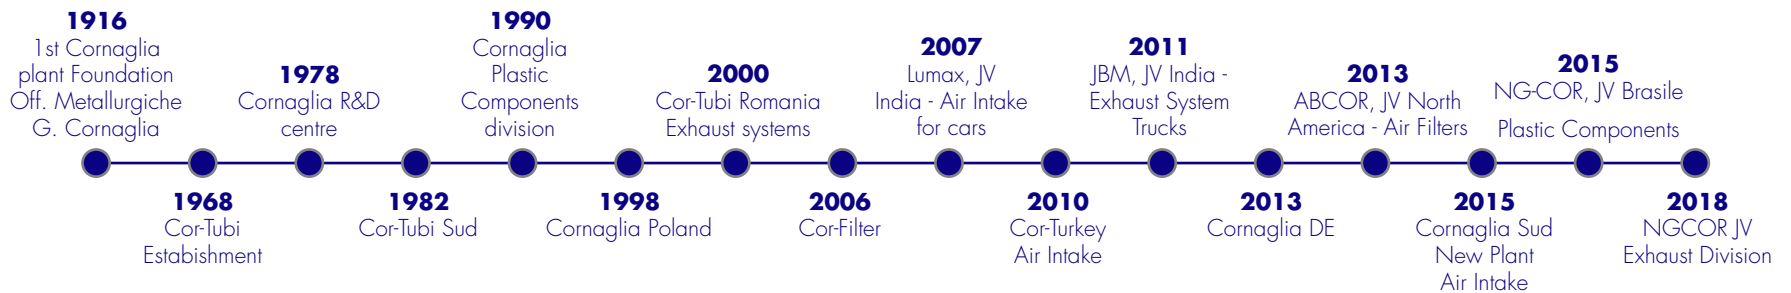 1916
1st Cornaglia
plant Foundation
Off. Metallurgiche
G. Cornaglia
1968
Cor-Tubi
Estabishment
1978
Cornaglia R&D
centre
1982
Cor-Tubi Sud
1990
Cornaglia
Plastic
Components
division
1998
Cornaglia Poland
2000
Cor-Tubi Romania
Exhaust systems
2006
Cor-Filter
2007
Lumax, JV
India - Air Intake
for cars
2010
Cor-Turkey
Air Intake
2011
JBM, JV India -
Exhaust System
Trucks
2013
Cornaglia DE
2013
ABCOR, JV North
America - Air Filters
2015
Cornaglia Sud
New Plant
Air Intake
2015
NG-COR, JV Brasile
Plastic Components
2018
NGCOR JV
Exhaust Division